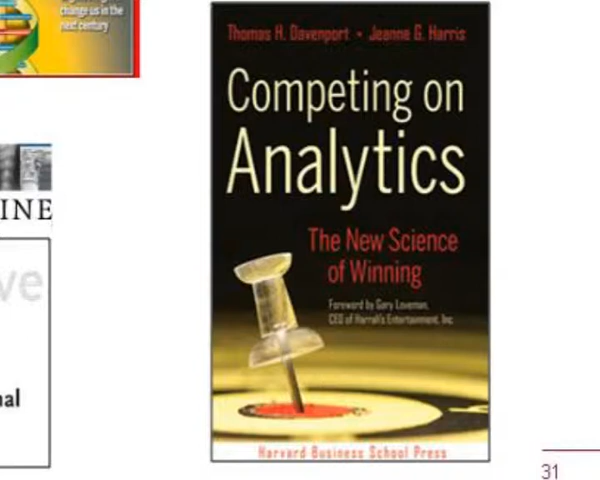 change us in the
next century
INE
ve
nal
Thomas H. Davenport • Jeanne G. Harris
Competing on
Analytics
The New Science
of Winning
Foreword by Gary Loveman,
CEO of Harrah's Entertainment, Inc.
Harvard Business School Press
31